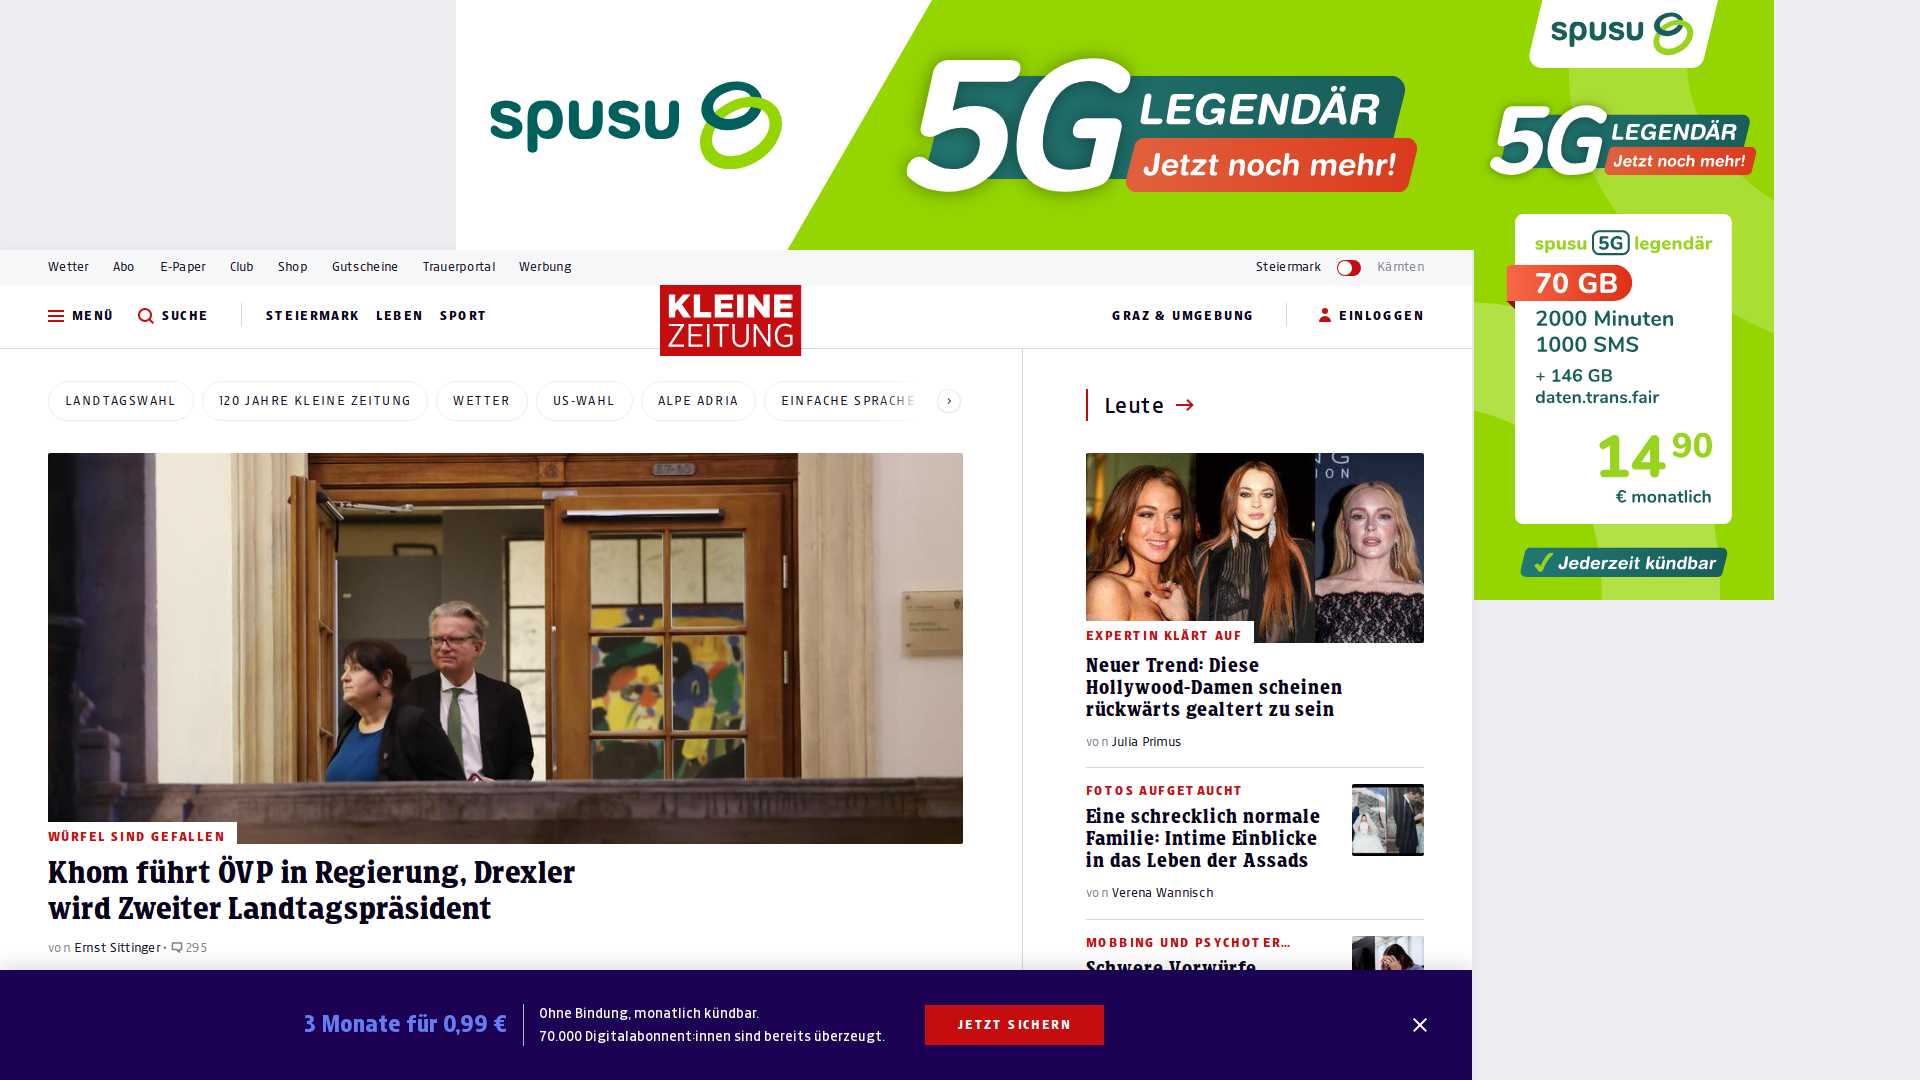 spusu
5G LEGENDÄR
Jetzt noch mehr!
spusu
5G LEGENDÄR
Jetzt noch mehr!
spusu 5G legendär
70 GB
2000 Minuten
1000 SMS
+ 146 GB
daten.trans.fair
14 90
€ monatlich
Jederzeit kündbar
Wetter Abo E-Paper Club Shop Gutscheine Trauerportal Werbung
Steiermark Kärnten
MENÜ SUCHE STEIERMARK LEBEN SPORT
KLEINE
ZEITUNG
GRAZ & UMGEBUNG EINLOGGEN
LANDTAGSWAHL 120 JAHRE KLEINE ZEITUNG WETTER US-WAHL ALPE ADRIA EINFACHE SPRACHE
WÜRFEL SIND GEFALLEN
Khom führt ÖVP in Regierung, Drexler
wird Zweiter Landtagspräsident
von Ernst Sittinger • 295
Leute
EXPERTIN KLÄRT AUF
Neuer Trend: Diese
Hollywood-Damen scheinen
rückwärts gealtert zu sein
von Julia Primus
FOTOS AUFGETAUCHT
Eine schrecklich normale
Familie: Intime Einblicke
in das Leben der Assads
von Verena Wannisch
MOBBING UND PSYCHOTER…
Schwere Vorwürfe
3 Monate für 0,99 €
Ohne Bindung, monatlich kündbar.
70.000 Digitalabonnent:innen sind bereits überzeugt.
JETZT SICHERN